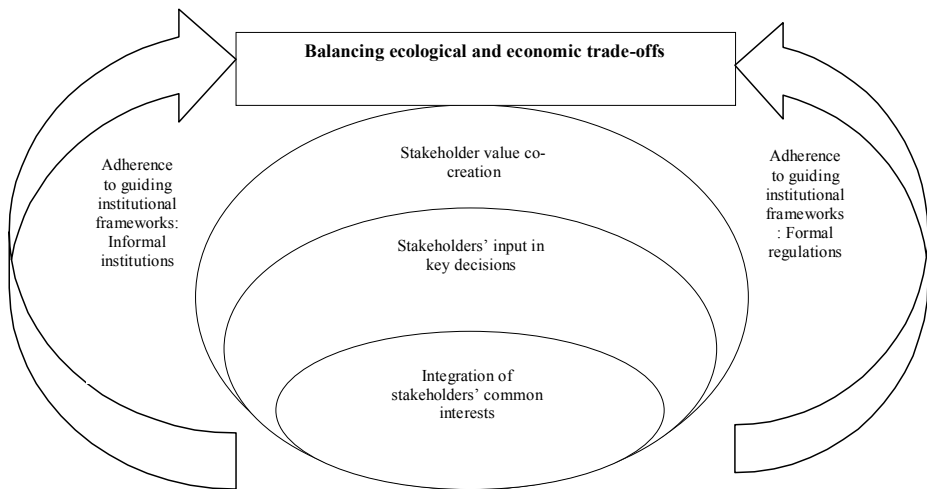 Balancing ecological and economic trade-offs
Stakeholder value co-
creation
Adherence
to guiding
institutional
frameworks:
Informal
institutions
Adherence
to guiding
institutional
frameworks
: Formal
regulations
Stakeholders’ input in
key decisions
Integration of
stakeholders’ common
interests